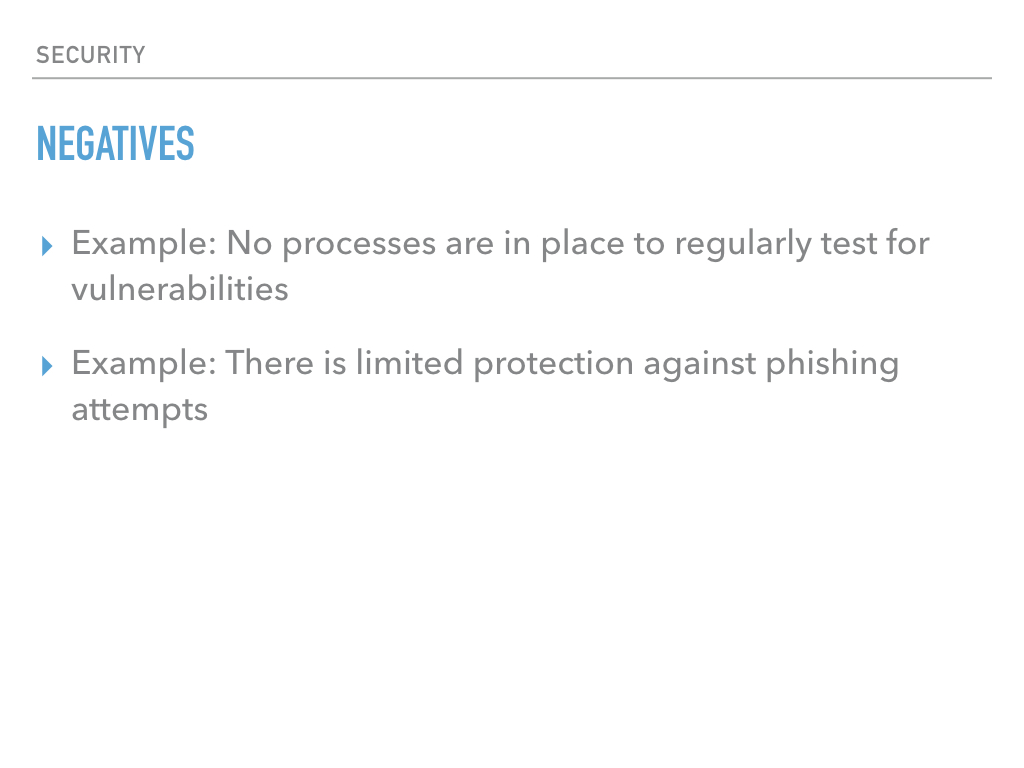 SECURITY
NEGATIVES
Example: No processes are in place to regularly test for
vulnerabilities
Example: There is limited protection against phishing
attempts